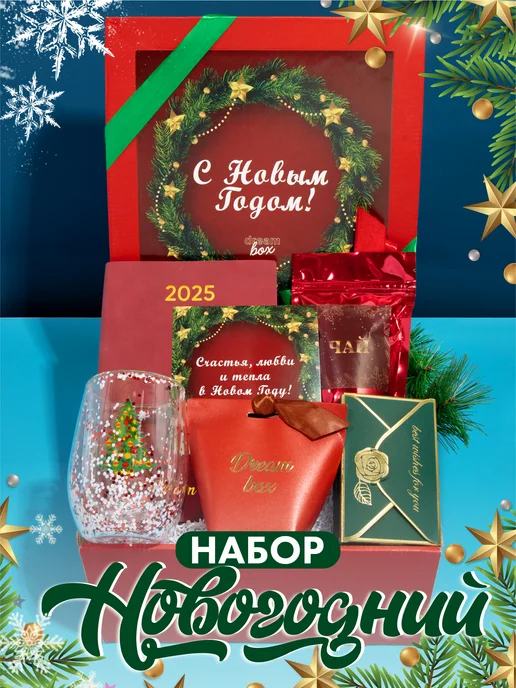 С Новым
Годом!
dream
box
2025
Счастья, любви
и тепла
в Новом Году!
ЧАЙ
Dream
box
best wishes for you
НАБОР
Новогодний